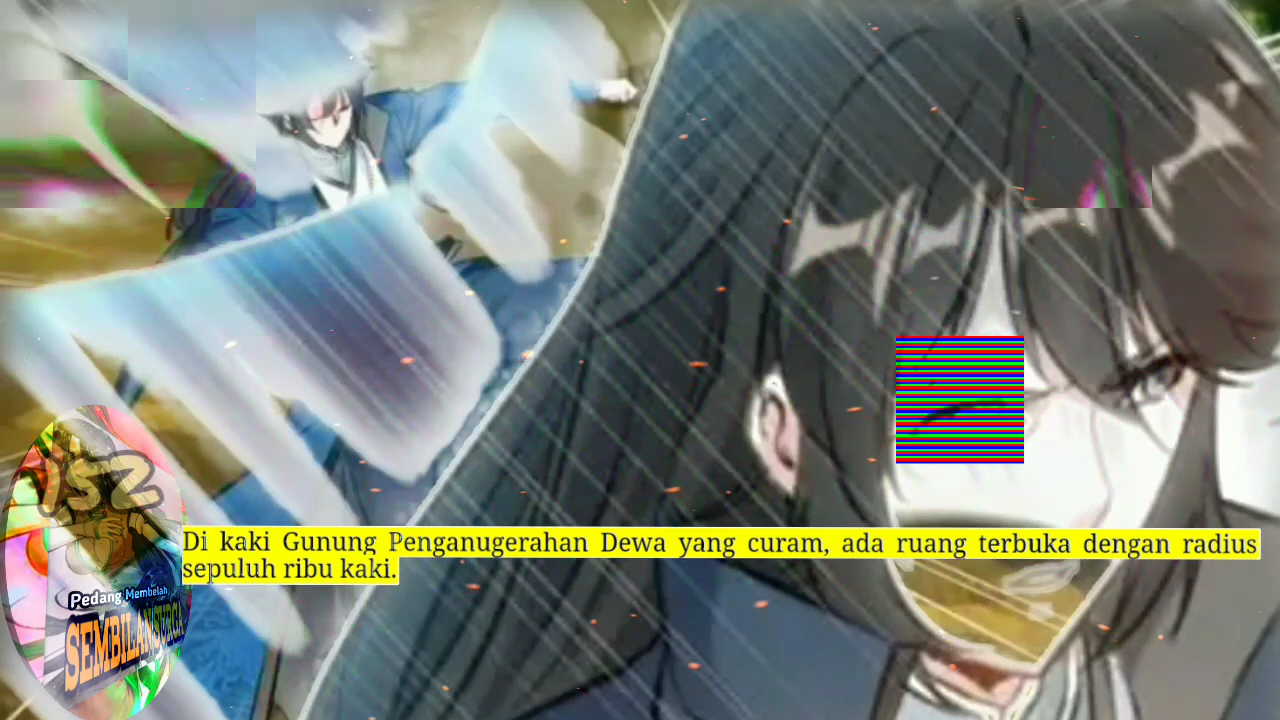 Di kaki Gunung Penganugerahan Dewa yang curam, ada ruang terbuka dengan radius
sepuluh ribu kaki.
152
Pedang Membelah
SEMBILAN SURGA